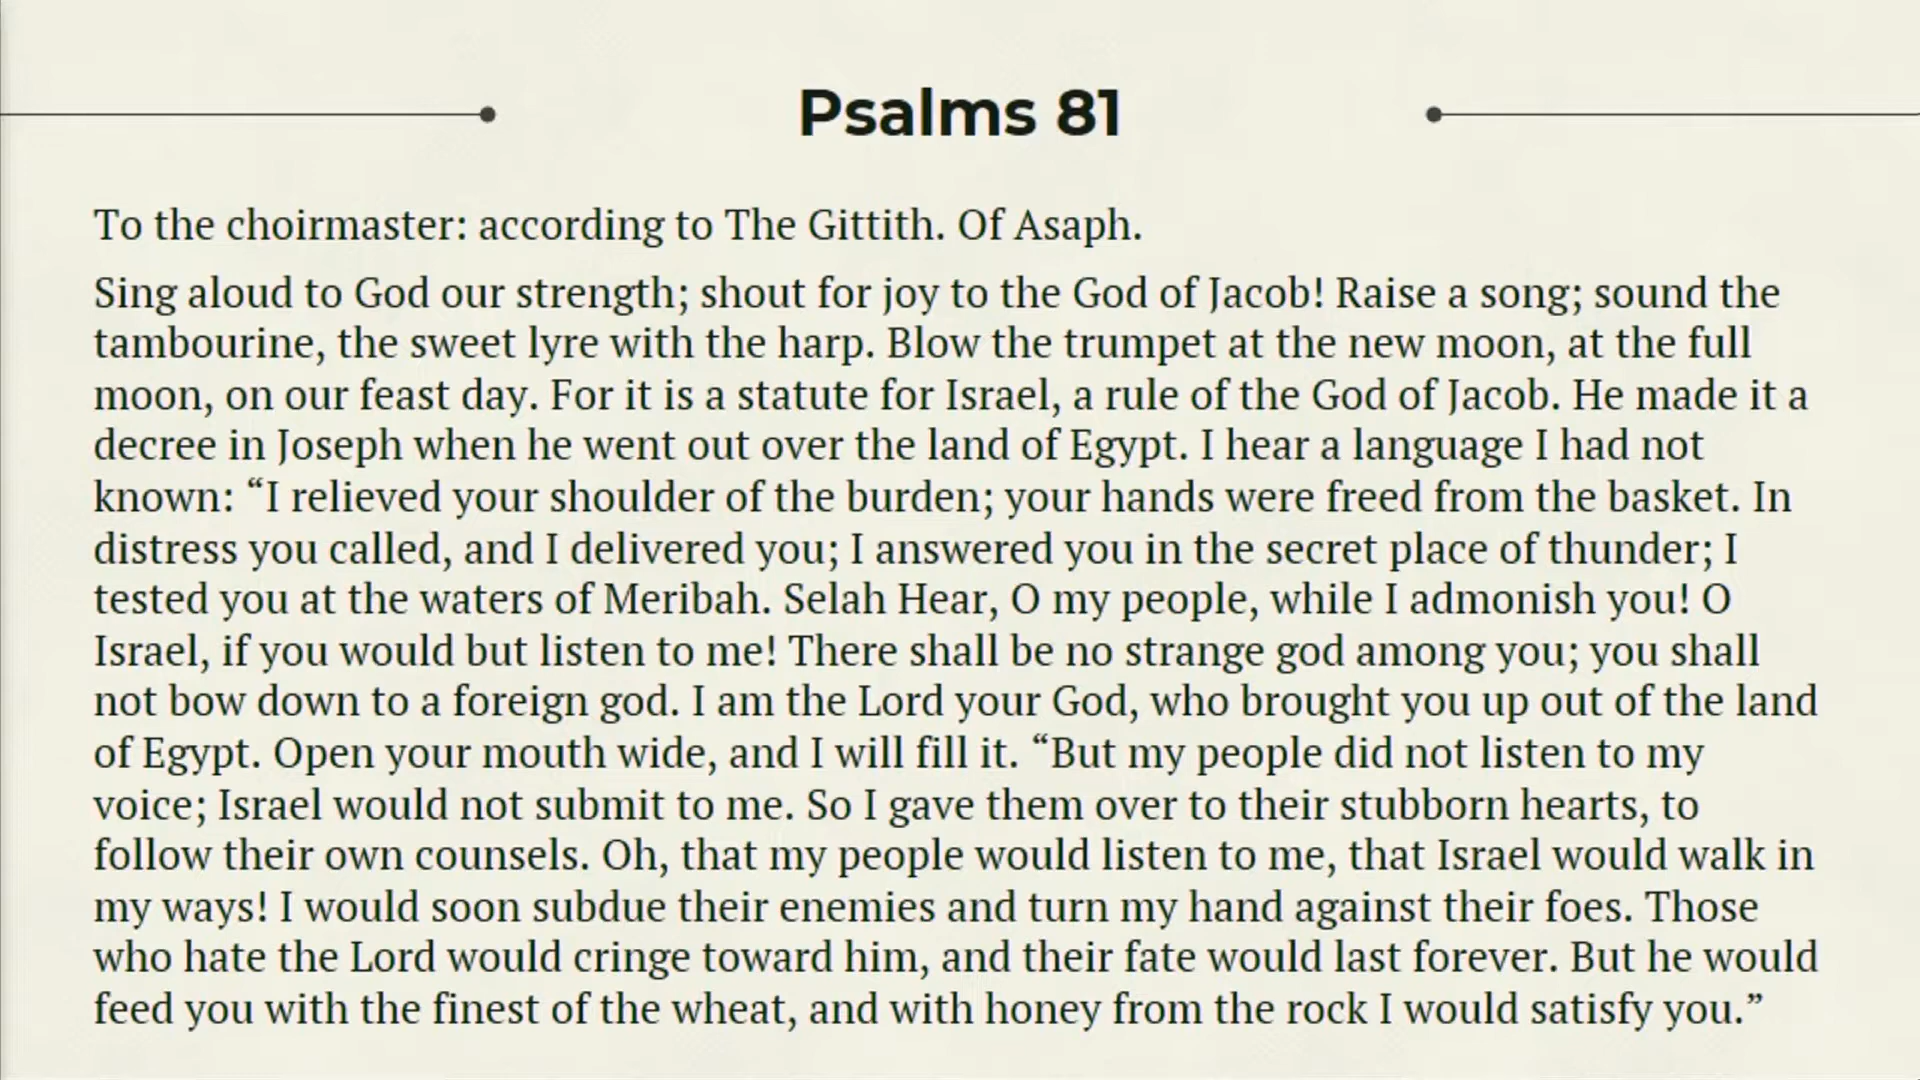 Psalms 81
To the choirmaster: according to The Gittith. Of Asaph.
Sing aloud to God our strength; shout for joy to the God of Jacob! Raise a song; sound the
tambourine, the sweet lyre with the harp. Blow the trumpet at the new moon, at the full
moon, on our feast day. For it is a statute for Israel, a rule of the God of Jacob. He made it a
decree in Joseph when he went out over the land of Egypt. I hear a language I had not
known: “I relieved your shoulder of the burden; your hands were freed from the basket. In
distress you called, and I delivered you; I answered you in the secret place of thunder; I
tested you at the waters of Meribah. Selah Hear, O my people, while I admonish you! O
Israel, if you would but listen to me! There shall be no strange god among you; you shall
not bow down to a foreign god. I am the Lord your God, who brought you up out of the land
of Egypt. Open your mouth wide, and I will fill it. “But my people did not listen to my
voice; Israel would not submit to me. So I gave them over to their stubborn hearts, to
follow their own counsels. Oh, that my people would listen to me, that Israel would walk in
my ways! I would soon subdue their enemies and turn my hand against their foes. Those
who hate the Lord would cringe toward him, and their fate would last forever. But he would
feed you with the finest of the wheat, and with honey from the rock I would satisfy you.”